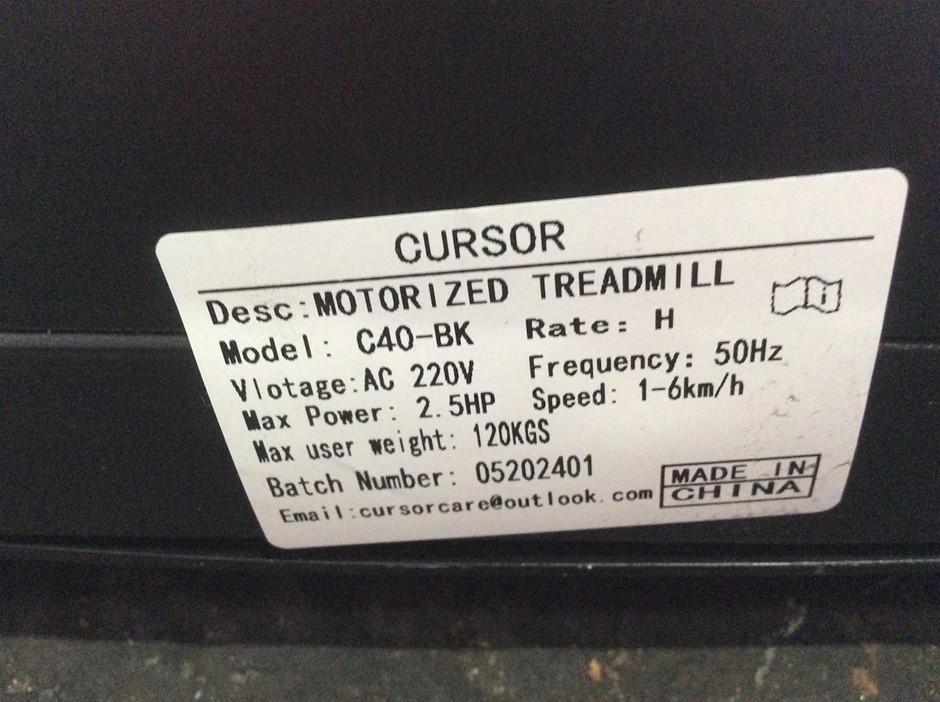 CURSOR
Desc:MOTORIZED TREADMILL
Model: C40-BK Rate: H
Vlotage:AC 220V Frequency: 50Hz
Max Power: 2.5HP Speed: 1-6km/h
Max user weight: 120KGS
Batch Number: 05202401
Email:cursorcare@outlook.com
MADE IN
CHINA